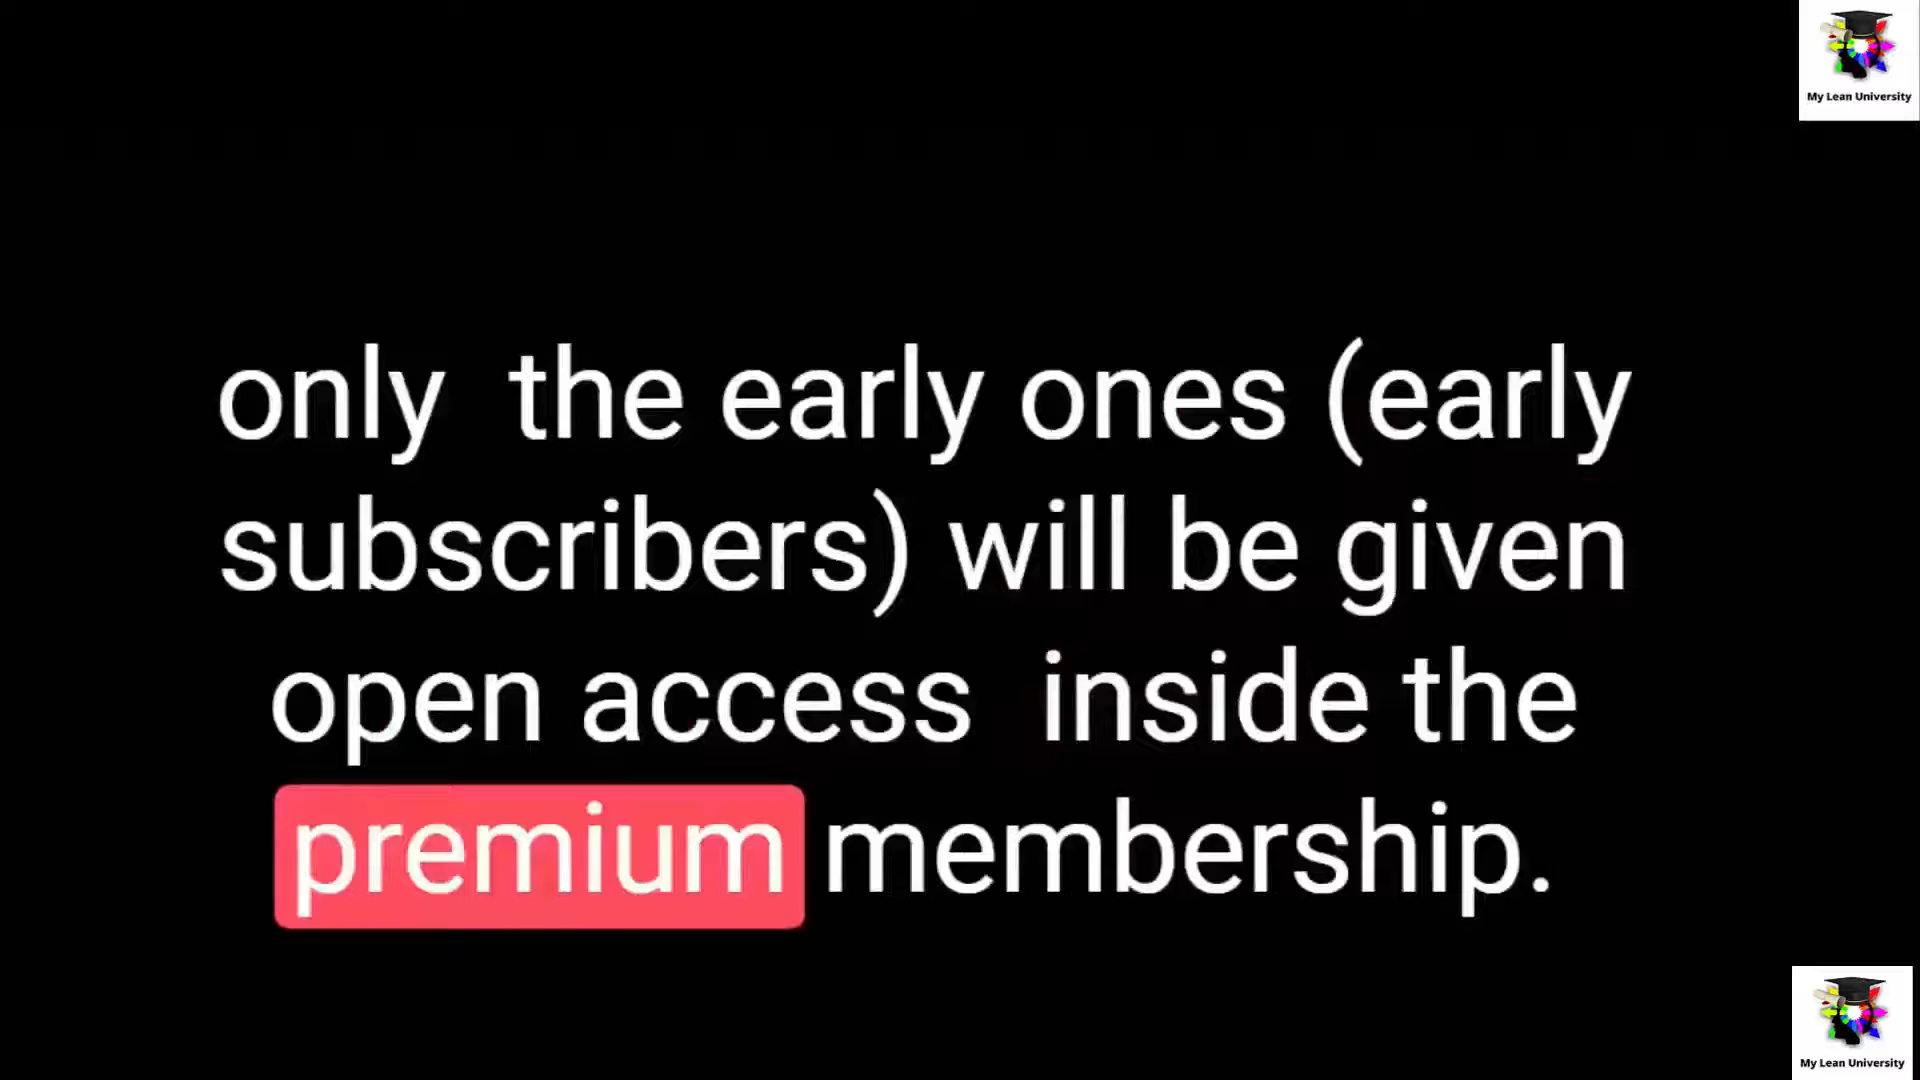 My Lean University
only  the early ones (early
subscribers) will be given
open access  inside the
premium membership.
My Lean University